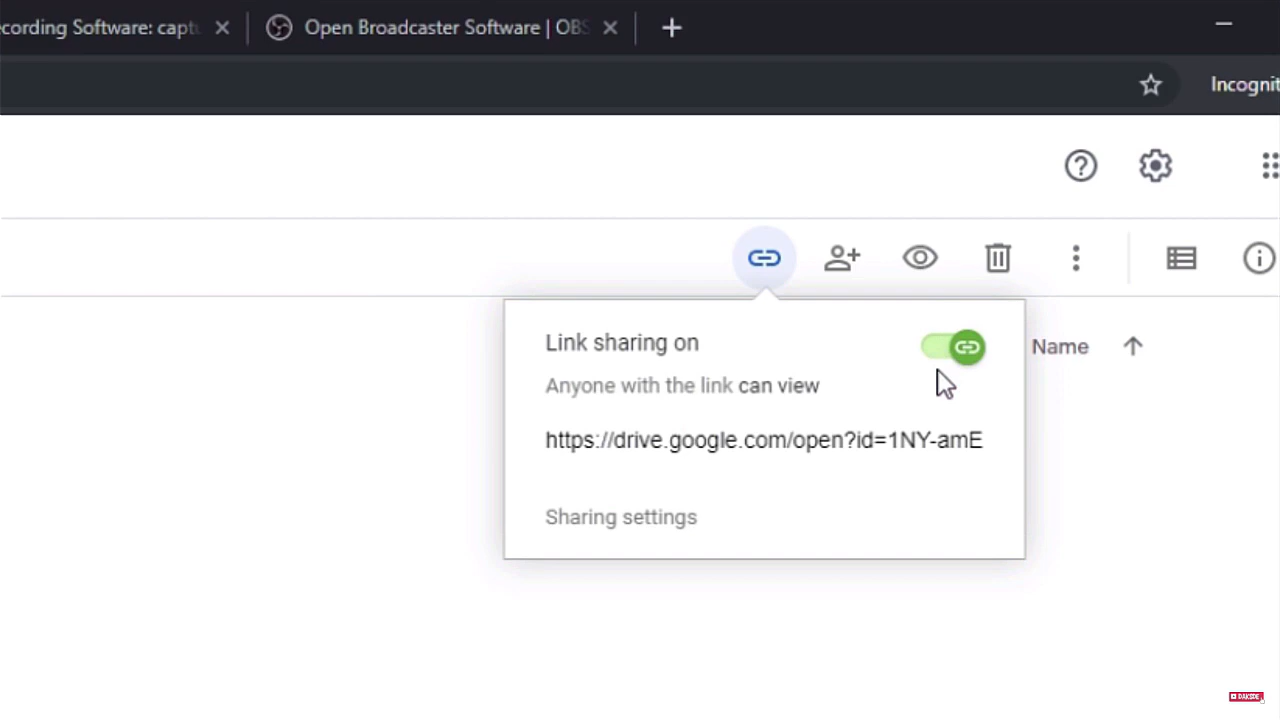 cording Software: capt
Open Broadcaster Software | OBS
Incognit
Link sharing on
Anyone with the link can view
https://drive.google.com/open?id=1NY-amE
Sharing settings
Name